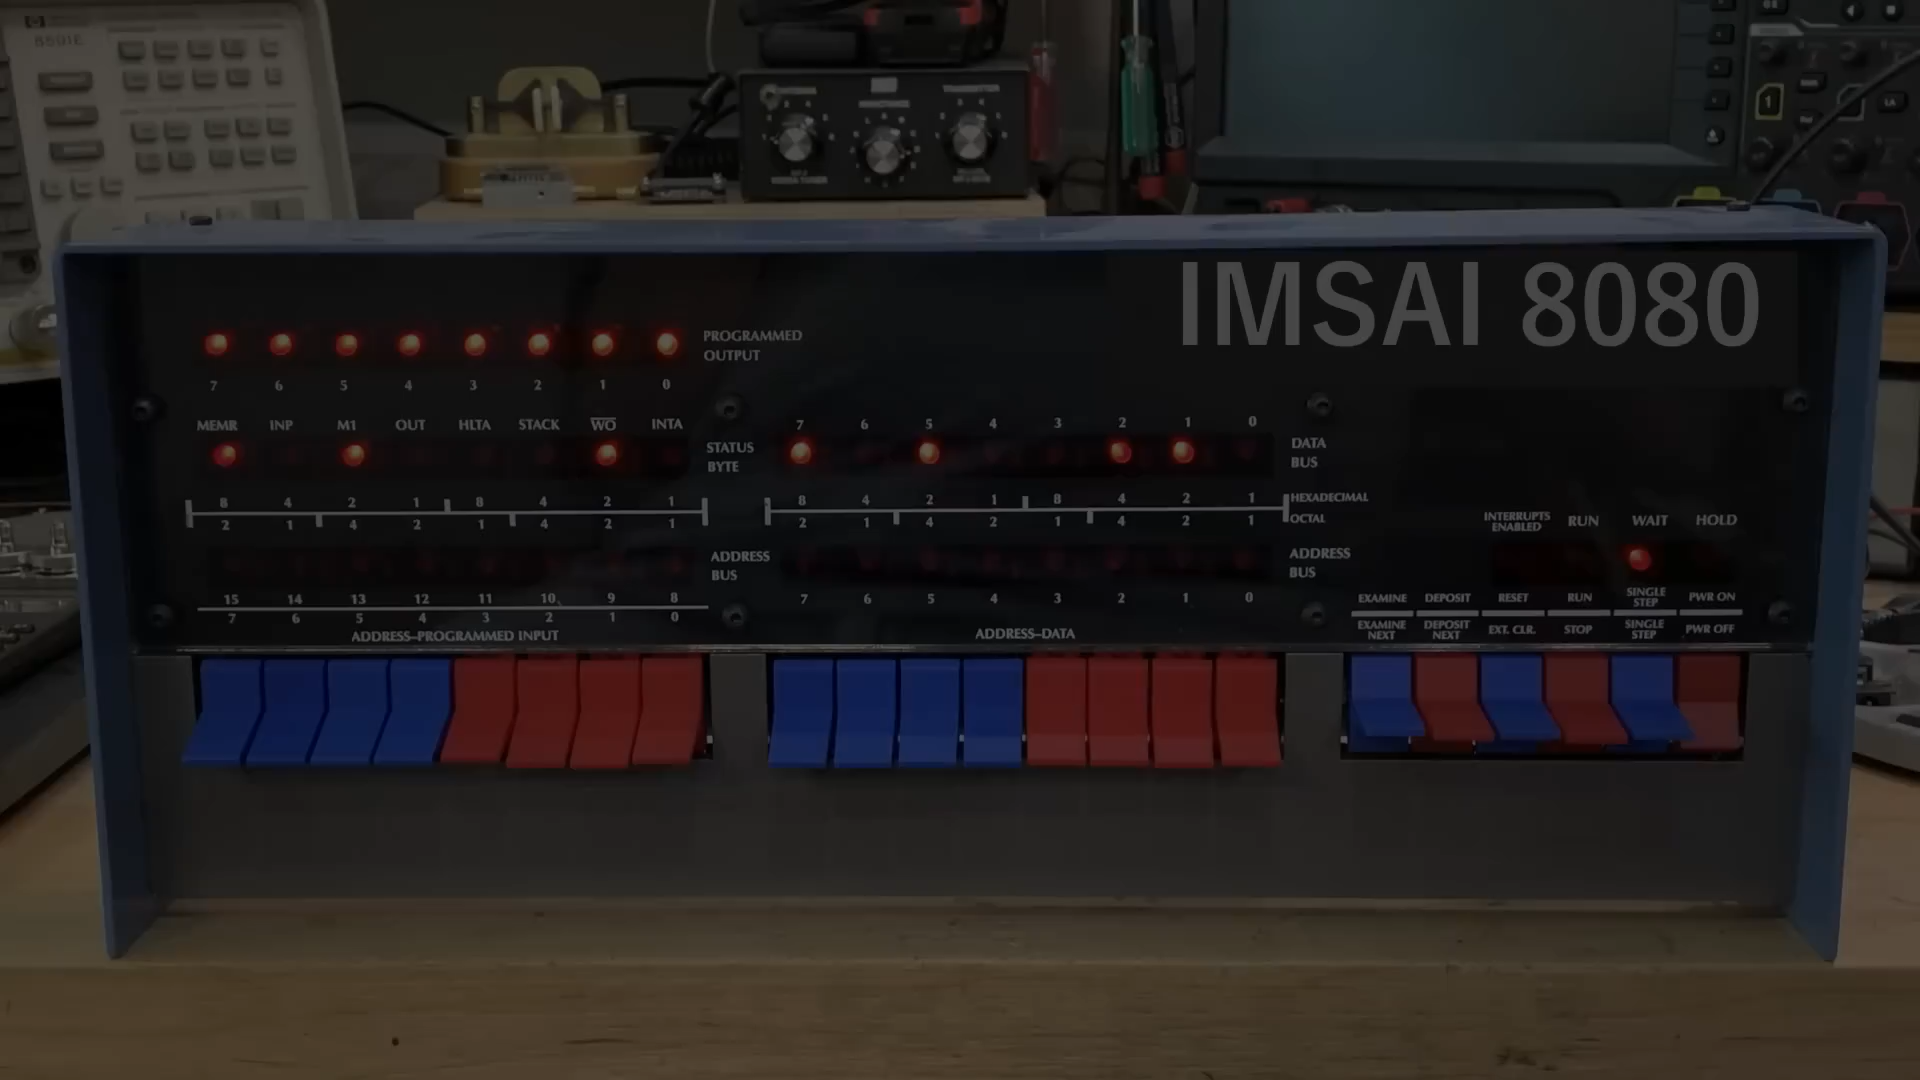 hp
IMSAI 8080
PROGRAMMED
OUTPUT
7 6 5 4 3 2 1 0
MEMR INP M1 OUT HLTA STACK WO INTA
STATUS
BYTE
7 6 5 4 3 2 1 0
DATA
BUS
8 4 2 1 8 4 2 1
2 1 4 2 1 4 2 1
8 4 2 1 8 4 2 1
2 1 4 2 1 4 2 1
HEXADECIMAL
OCTAL
ADDRESS
BUS
ADDRESS
BUS
15 14 13 12 11 10 9 8
7 6 5 4 3 2 1 0
ADDRESS–PROGRAMMED INPUT
7 6 5 4 3 2 1 0
ADDRESS–DATA
INTERRUPTS
ENABLED
RUN
WAIT
HOLD
EXAMINE
EXAMINE
NEXT
DEPOSIT
DEPOSIT
NEXT
RESET
EXT. CLR.
RUN
STOP
SINGLE
STEP
SINGLE
STEP
PWR ON
PWR OFF